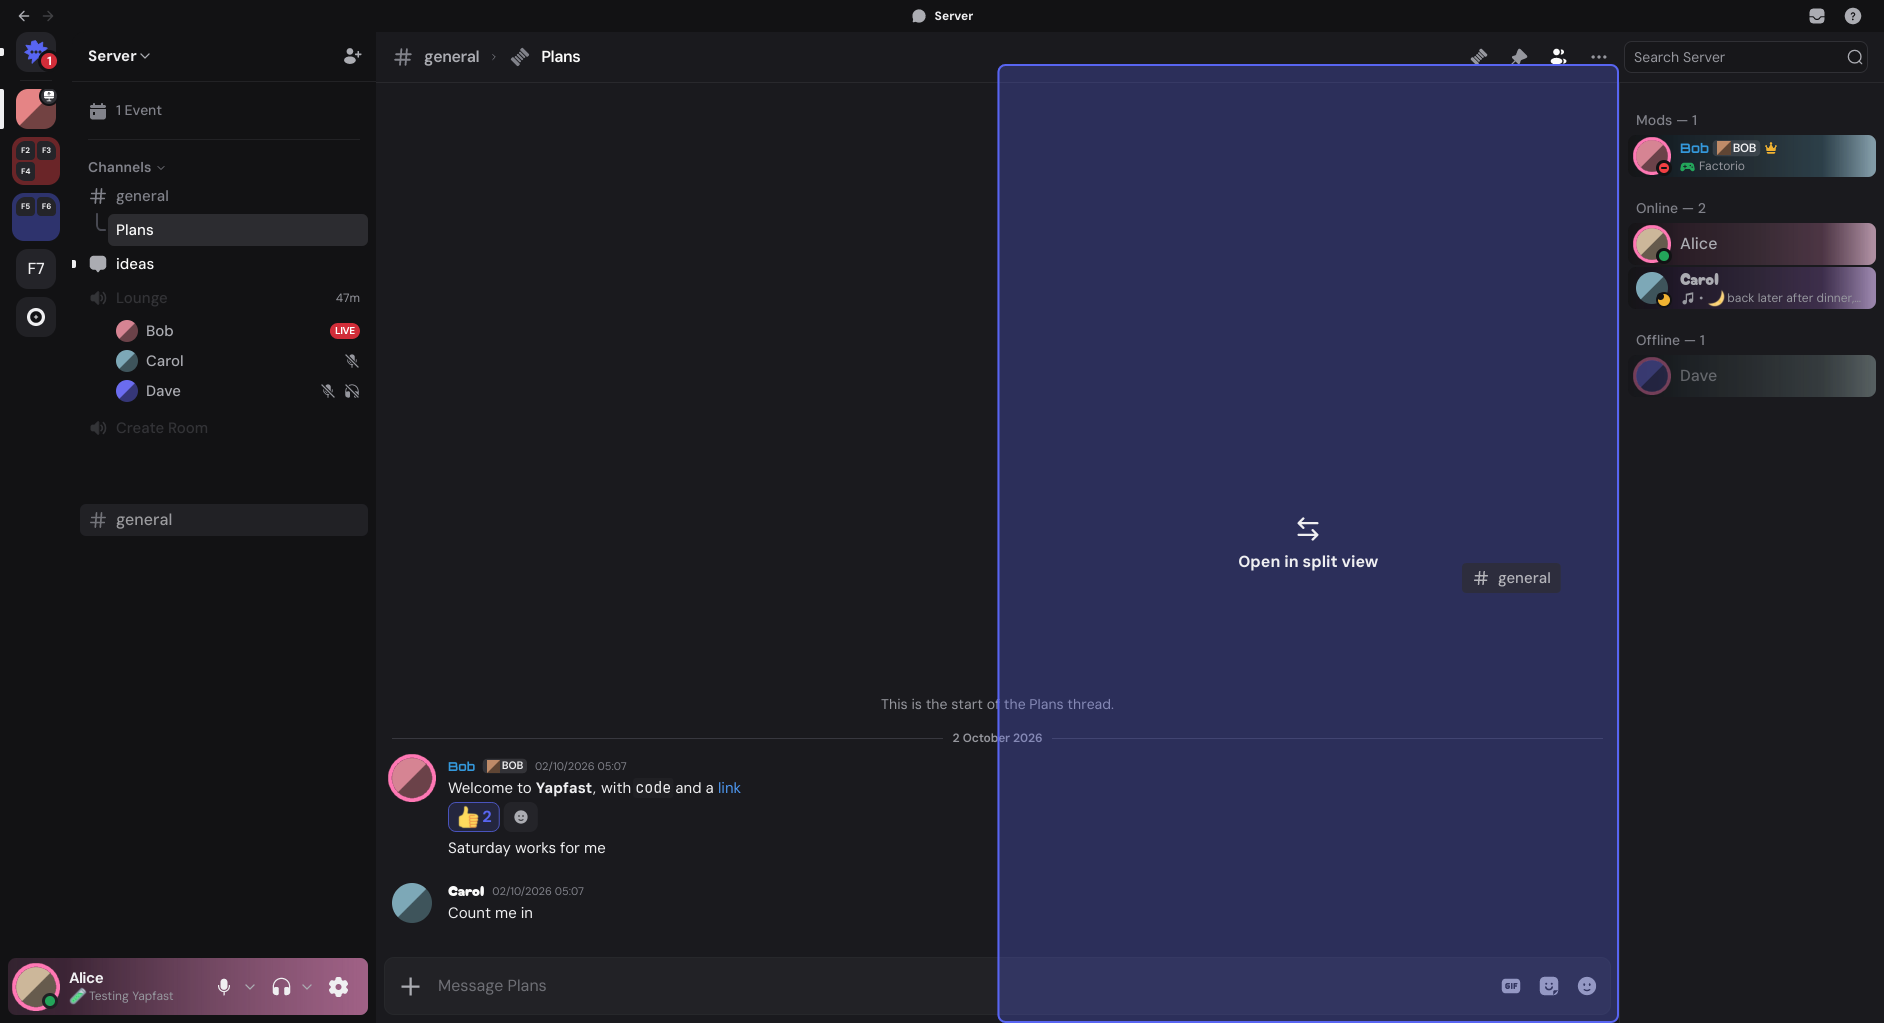 Server
1
Server
1 Event
Channels
general
Plans
ideas
Lounge
47m
Bob
LIVE
Carol
Dave
Create Room
general
F2
F3
F4
F5
F6
F7
Alice
Testing Yapfast
general
Plans
Open in split view
general
This is the start of the Plans thread.
2 October 2026
Bob BOB 02/10/2026 05:07
Welcome to Yapfast, with code and a link
2
Saturday works for me
Carol 02/10/2026 05:07
Count me in
Message Plans
GIF
Search Server
Mods — 1
Bob BOB
Factorio
Online — 2
Alice
Carol
back later after dinner,...
Offline — 1
Dave